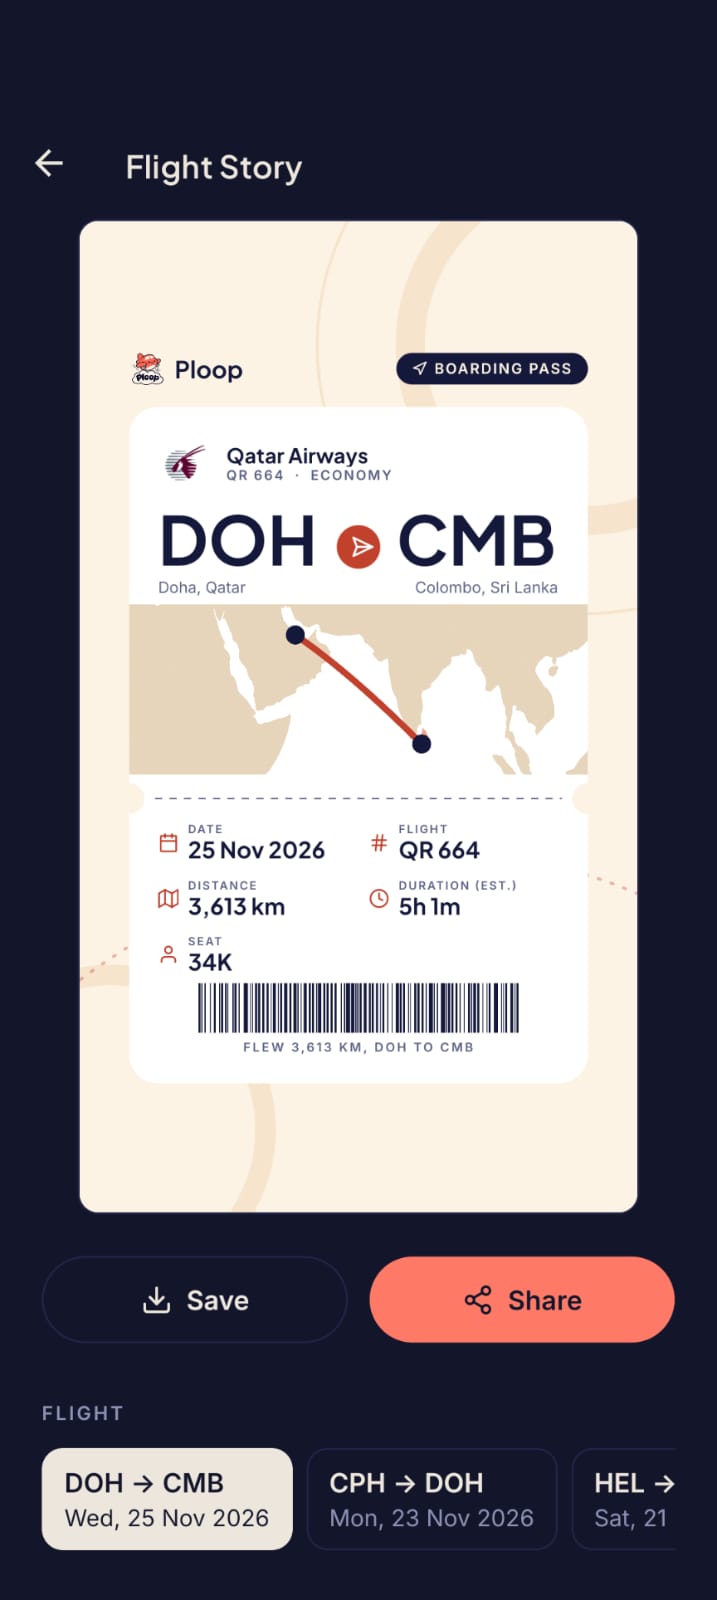 Flight Story
Ploop
Ploop
BOARDING PASS
Qatar Airways
QR 664 · ECONOMY
DOH CMB
Doha, Qatar
Colombo, Sri Lanka
DATE
25 Nov 2026
FLIGHT
QR 664
DISTANCE
3,613 km
DURATION (EST.)
5h 1m
SEAT
34K
FLEW 3,613 KM, DOH TO CMB
Save
Share
FLIGHT
DOH → CMB
Wed, 25 Nov 2026
CPH → DOH
Mon, 23 Nov 2026
HEL →
Sat, 21